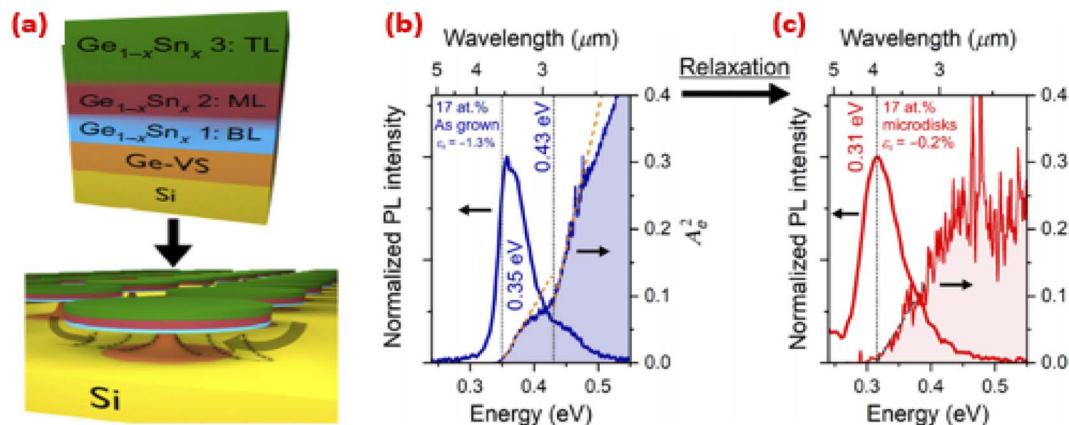 (a)
Ge1−xSnx 3: TL
Ge1−xSnx 2: ML
Ge1−xSnx 1: BL
Ge-VS
Si
Si
(b)
Wavelength (μm)
5 4 3
17 at.%
As grown
εs = −1.3%
0.35 eV
0.43 eV
Normalized PL intensity
0.4
0.3
0.2
0.1
0.0
Ae2
0.3 0.4 0.5
Energy (eV)
Relaxation
(c)
Wavelength (μm)
5 4 3
0.31 eV
17 at.%
microdisks
εs = −0.2%
Normalized PL intensity
0.4
0.3
0.2
0.1
0.0
0.3 0.4 0.5
Energy (eV)